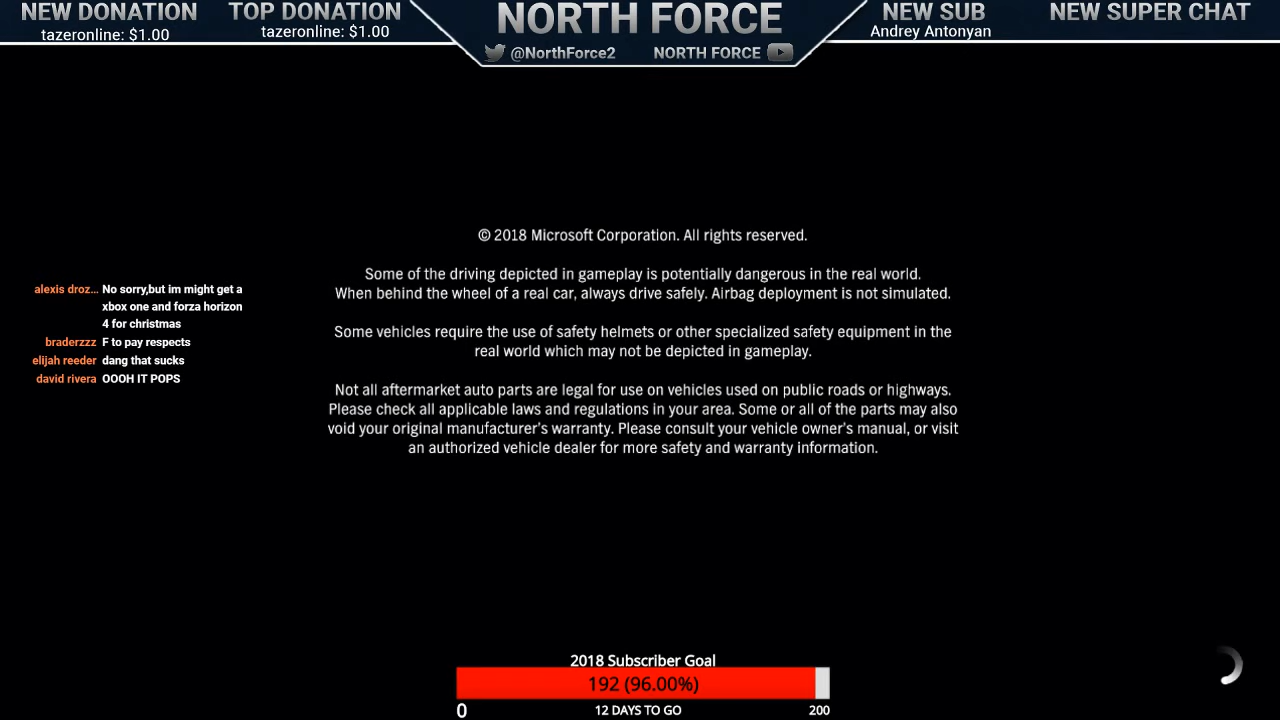 NEW DONATION
tazeronline: $1.00
TOP DONATION
tazeronline: $1.00
NORTH FORCE
@NorthForce2
NORTH FORCE
NEW SUB
Andrey Antonyan
NEW SUPER CHAT
© 2018 Microsoft Corporation. All rights reserved.
Some of the driving depicted in gameplay is potentially dangerous in the real world.
When behind the wheel of a real car, always drive safely. Airbag deployment is not simulated.
Some vehicles require the use of safety helmets or other specialized safety equipment in the
real world which may not be depicted in gameplay.
Not all aftermarket auto parts are legal for use on vehicles used on public roads or highways.
Please check all applicable laws and regulations in your area. Some or all of the parts may also
void your original manufacturer's warranty. Please consult your vehicle owner's manual, or visit
an authorized vehicle dealer for more safety and warranty information.
alexis droz... No sorry,but im might get a
xbox one and forza horizon
4 for christmas
braderzzz F to pay respects
elijah reeder dang that sucks
david rivera OOOH IT POPS
2018 Subscriber Goal
192 (96.00%)
0 12 DAYS TO GO 200